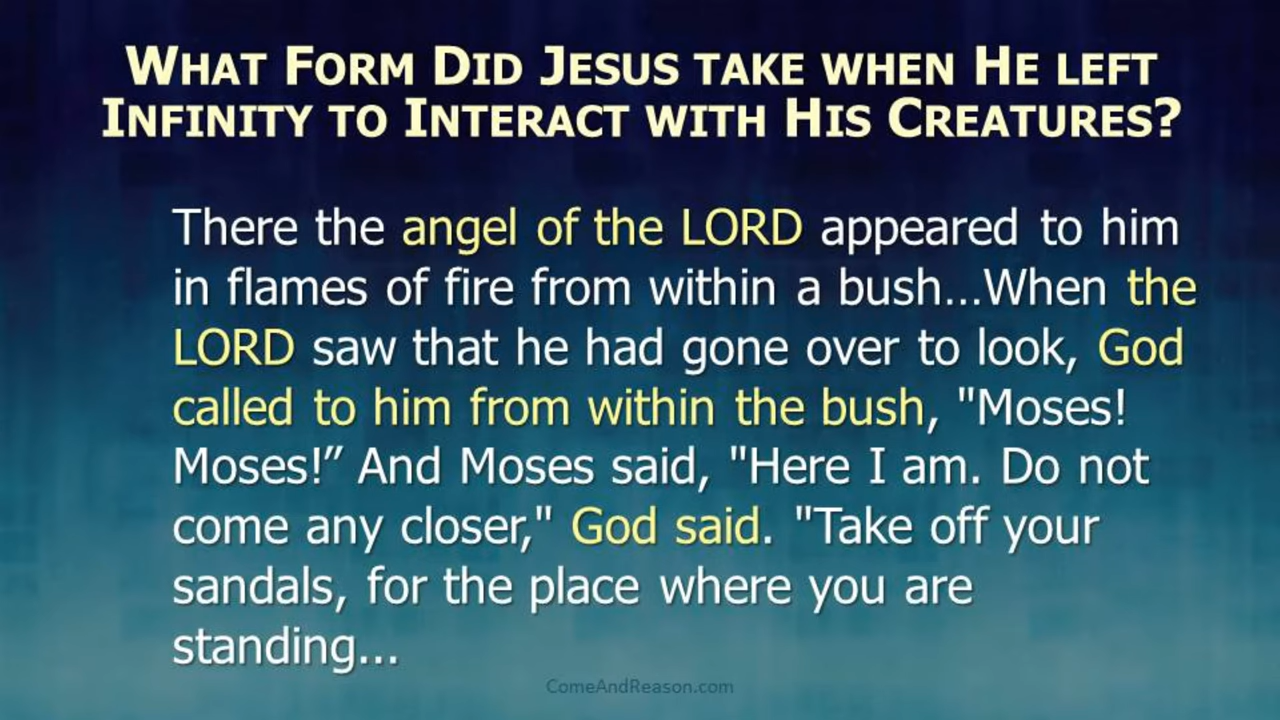 WHAT FORM DID JESUS TAKE WHEN HE LEFT
INFINITY TO INTERACT WITH HIS CREATURES?
There the angel of the LORD appeared to him
in flames of fire from within a bush…When the
LORD saw that he had gone over to look, God
called to him from within the bush, "Moses!
Moses!” And Moses said, "Here I am. Do not
come any closer," God said. "Take off your
sandals, for the place where you are
standing...
ComeAndReason.com